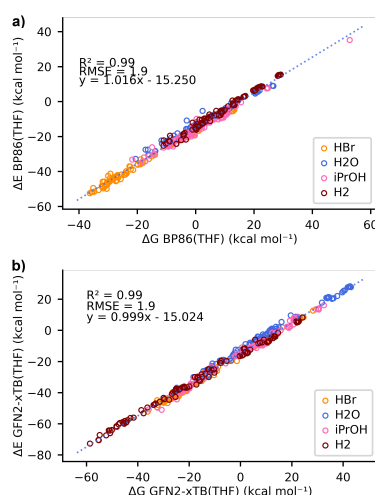 a)
40
20
0
−20
−40
−60
ΔE BP86(THF) (kcal mol⁻¹)
R² = 0.99
RMSE = 1.9
y = 1.016x - 15.250
HBr
H2O
iPrOH
H2
−40
−20
0
20
40
60
ΔG BP86(THF) (kcal mol⁻¹)
b)
20
0
−20
−40
−60
−80
ΔE GFN2-xTB(THF) (kcal mol⁻¹)
R² = 0.99
RMSE = 1.9
y = 0.999x - 15.024
HBr
H2O
iPrOH
H2
−60
−40
−20
0
20
40
ΔG GFN2-xTB(THF) (kcal mol⁻¹)